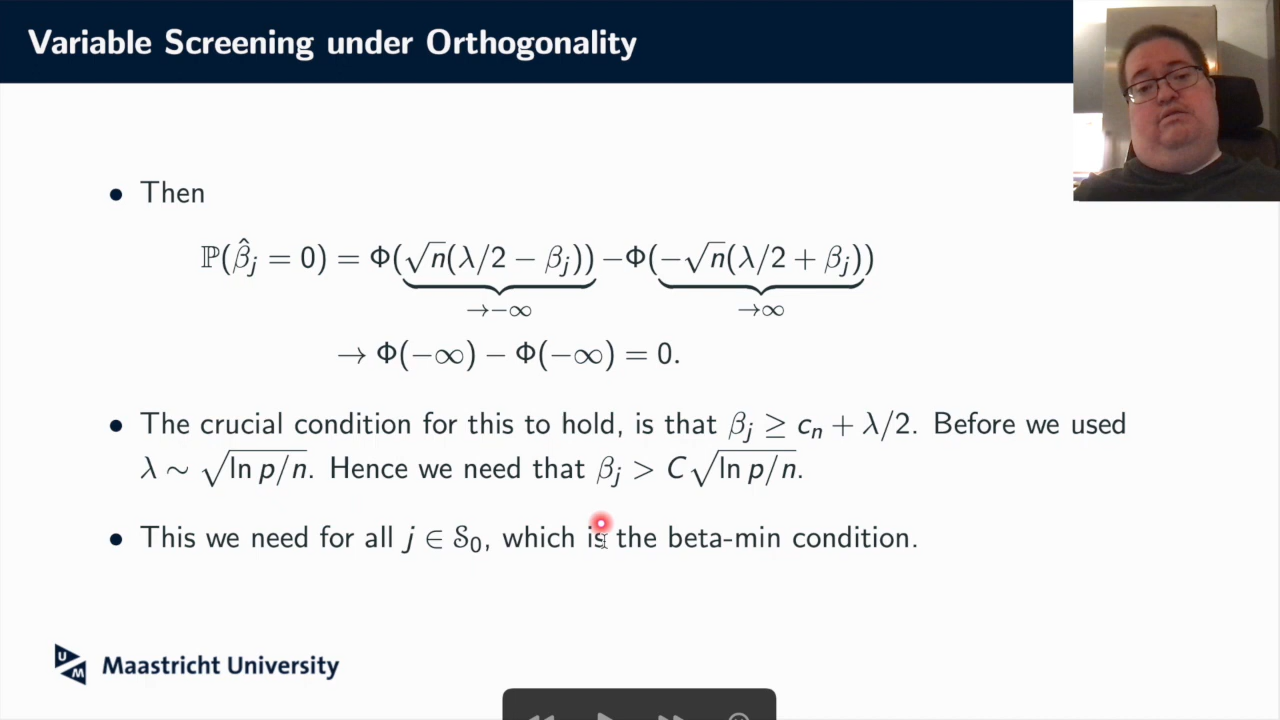 Variable Screening under Orthogonality
• Then
ℙ(β̂ⱼ = 0) = Φ(√n(λ/2 − βⱼ)) −Φ(−√n(λ/2 + βⱼ))
→−∞ →∞
→ Φ(−∞) − Φ(−∞) = 0.
• The crucial condition for this to hold, is that βⱼ ≥ cₙ + λ/2. Before we used
λ ∼ √ln p/n. Hence we need that βⱼ > C√ln p/n.
• This we need for all j ∈ 𝒮₀, which is the beta-min condition.
UM Maastricht University